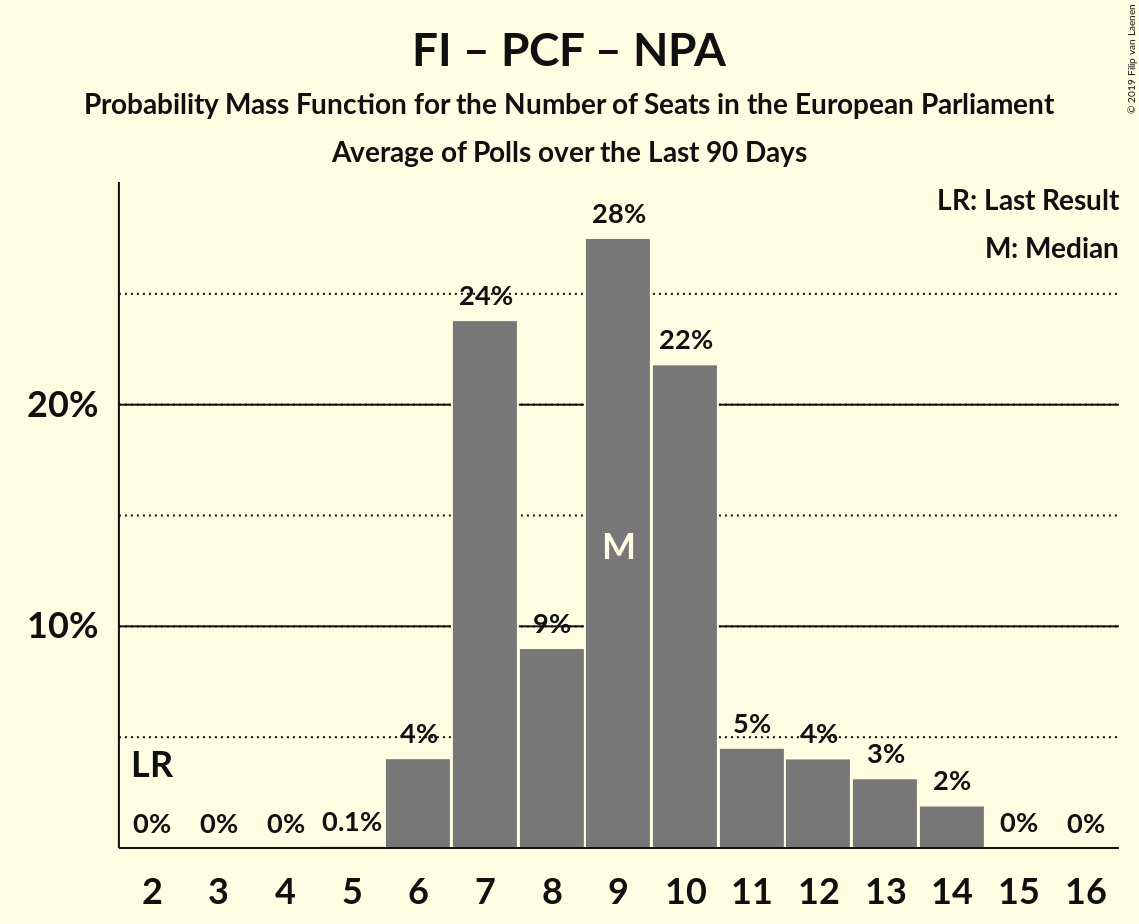 FI – PCF – NPA
Probability Mass Function for the Number of Seats in the European Parliament
Average of Polls over the Last 90 Days
© 2019 Filip van Laenen
LR: Last Result
M: Median
28%
24%
22%
20%
M
10%
9%
5%
4%
4%
3%
2%
LR
0%
0%
0%
0.1%
0%
0%
2 3 4 5 6 7 8 9 10 11 12 13 14 15 16